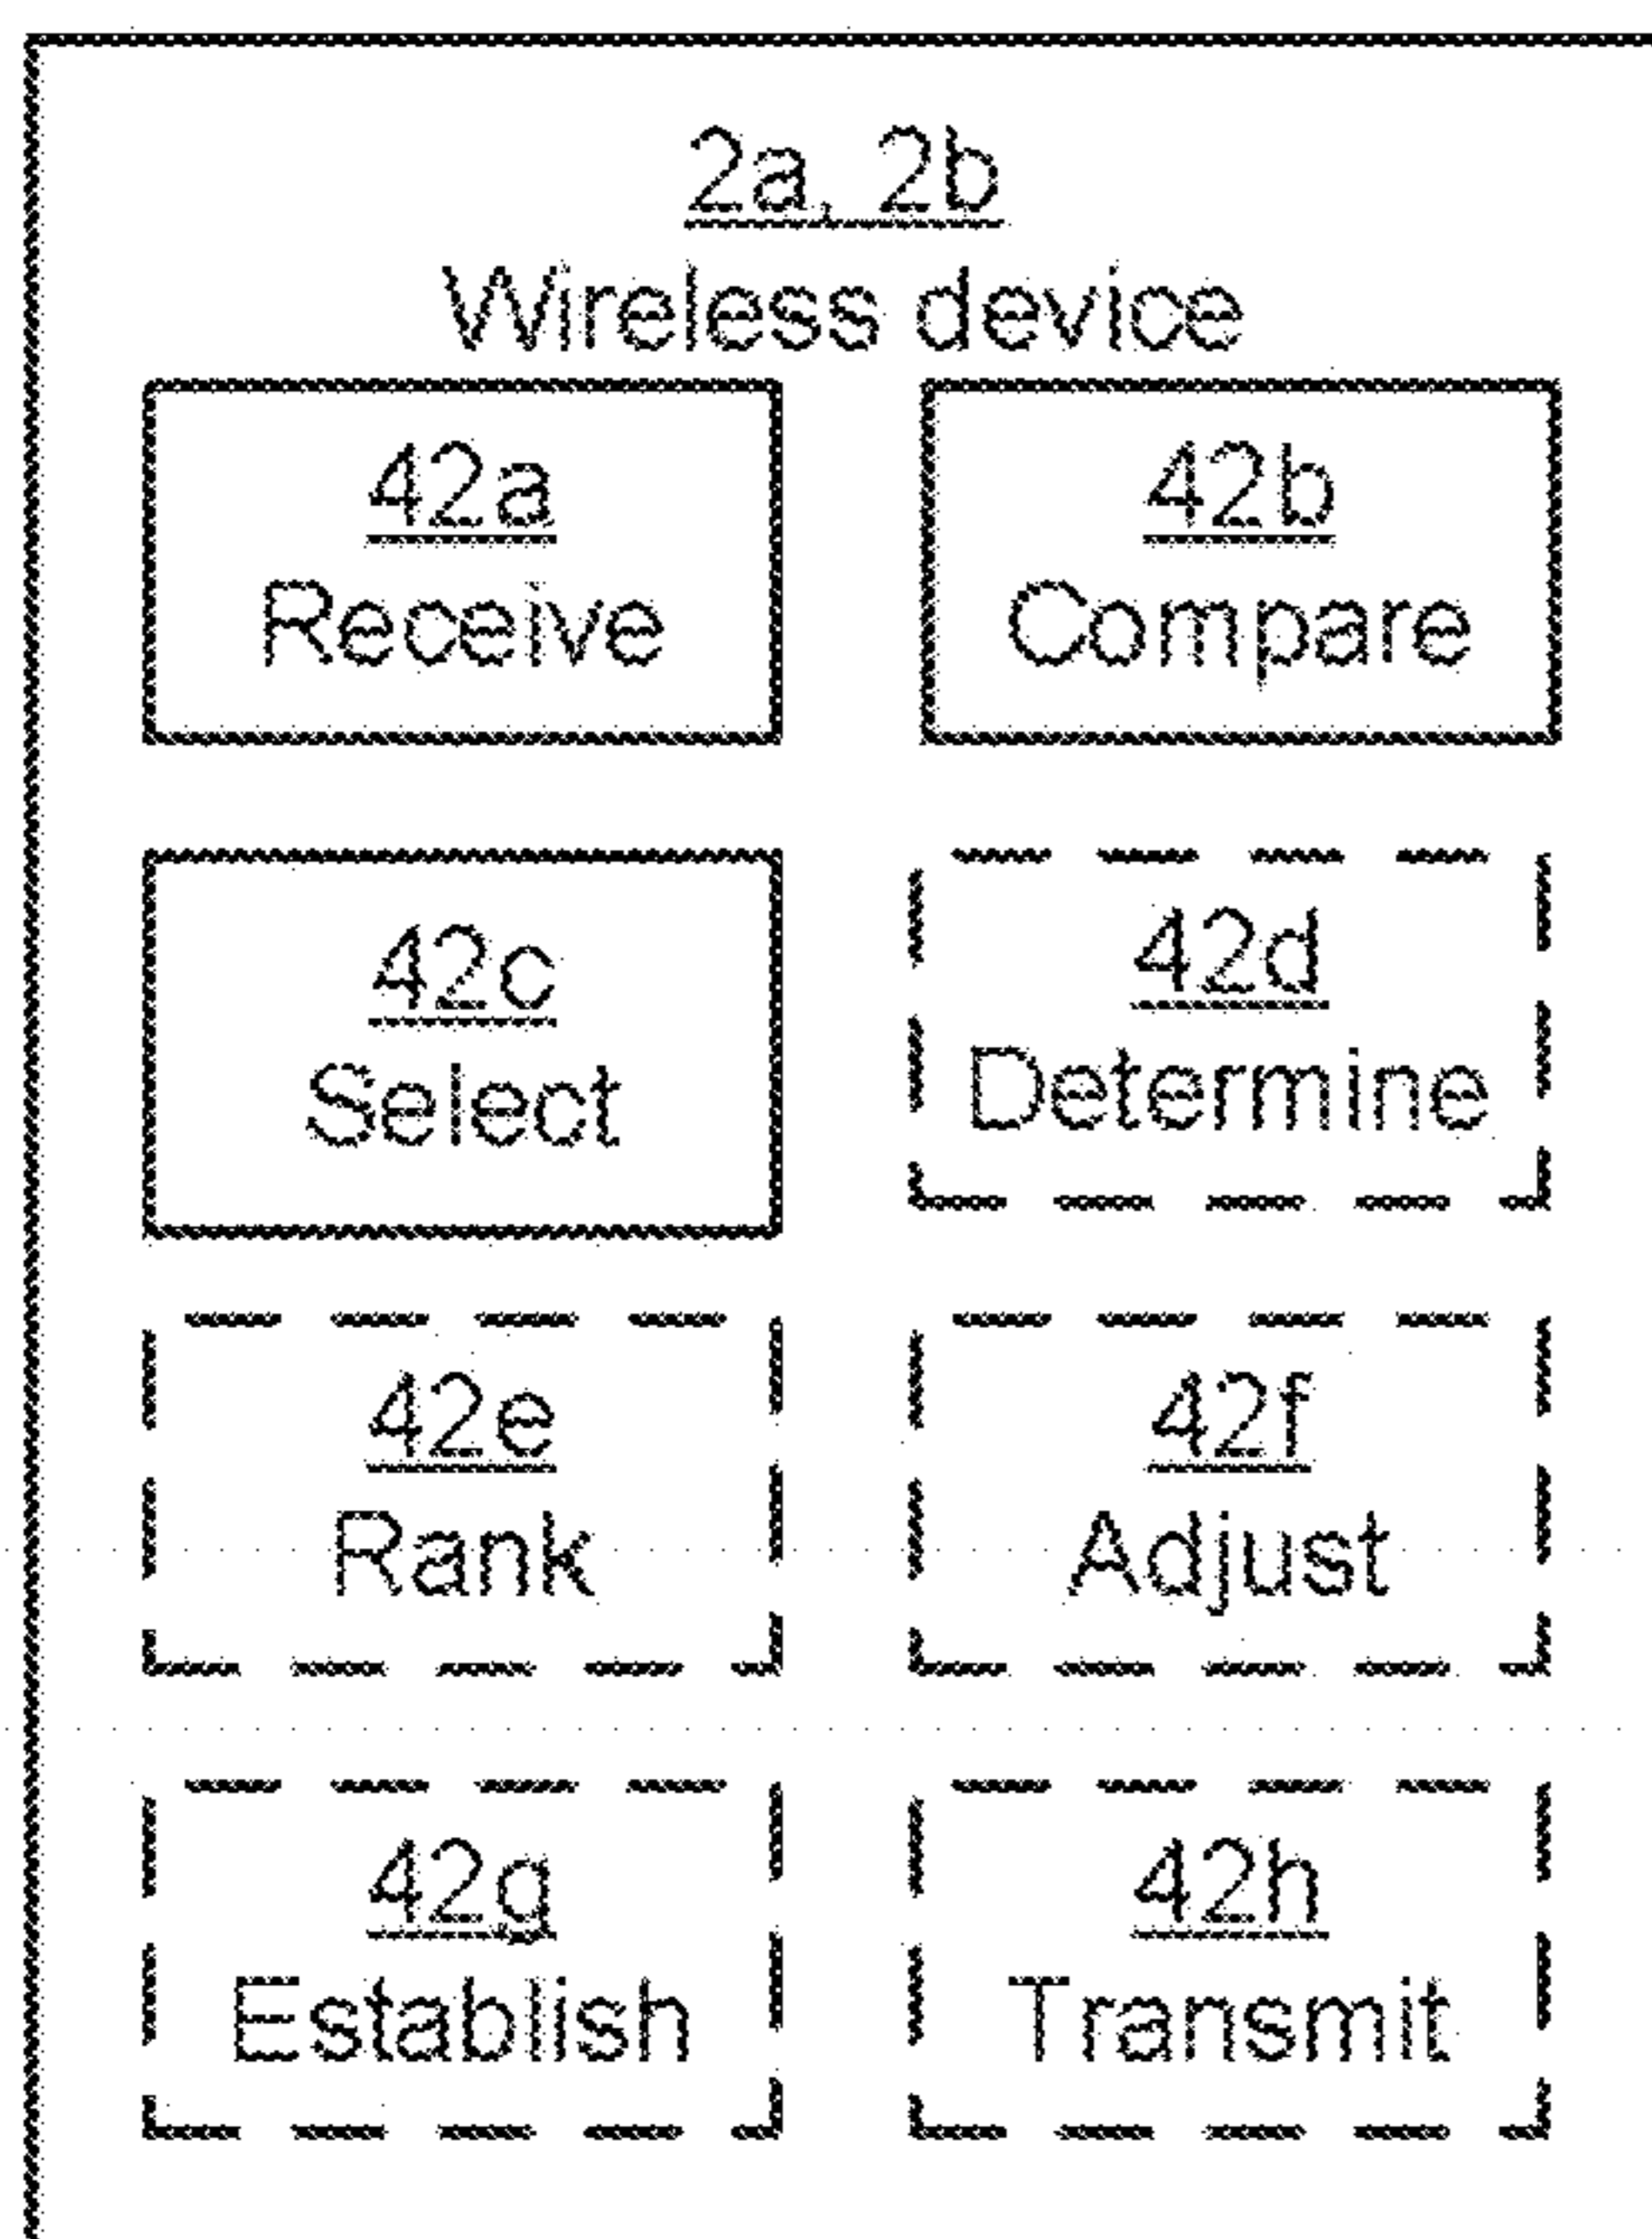 2a, 2b
Wireless device
42a
Receive
42b
Compare
42c
Select
42d
Determine
42e
Rank
42f
Adjust
42g
Establish
42h
Transmit